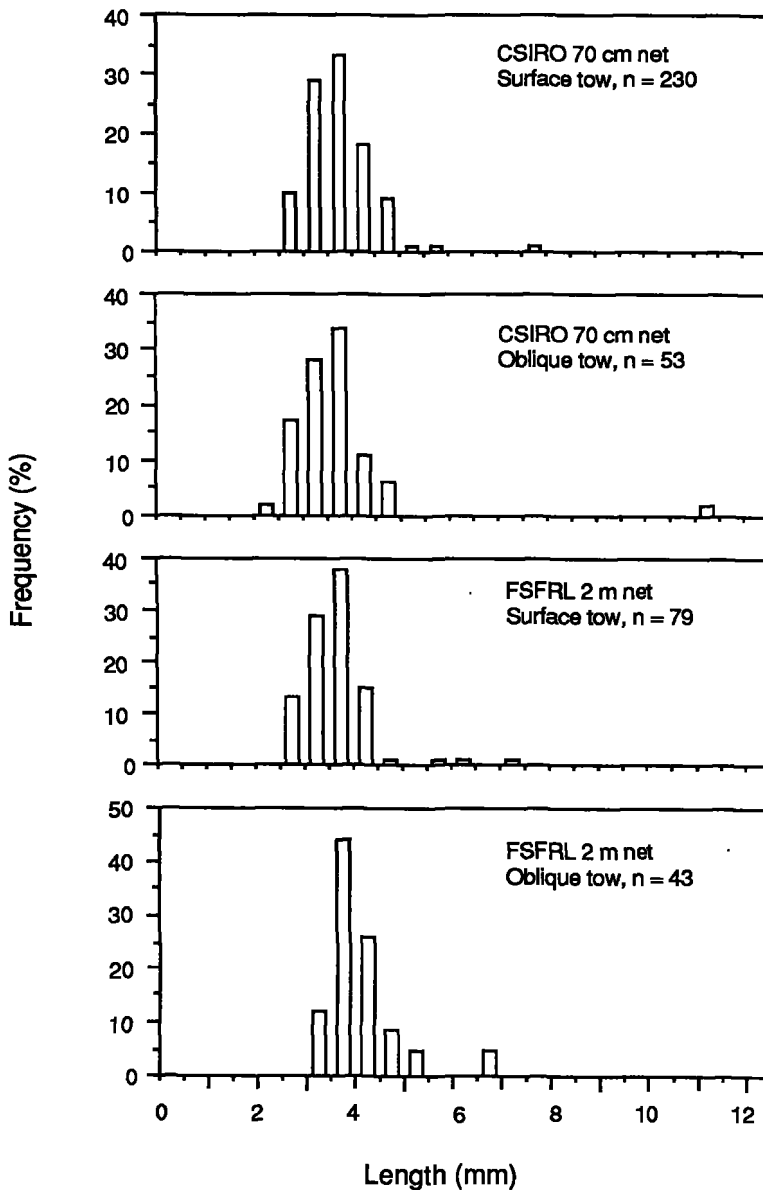 40
30
20
10
0
CSIRO 70 cm net
Surface tow, n = 230
40
30
20
10
0
CSIRO 70 cm net
Oblique tow, n = 53
Frequency (%)
40
30
20
10
0
FSFRL 2 m net
Surface tow, n = 79
50
40
30
20
10
0
FSFRL 2 m net
Oblique tow, n = 43
0 2 4 6 8 10 12
Length (mm)